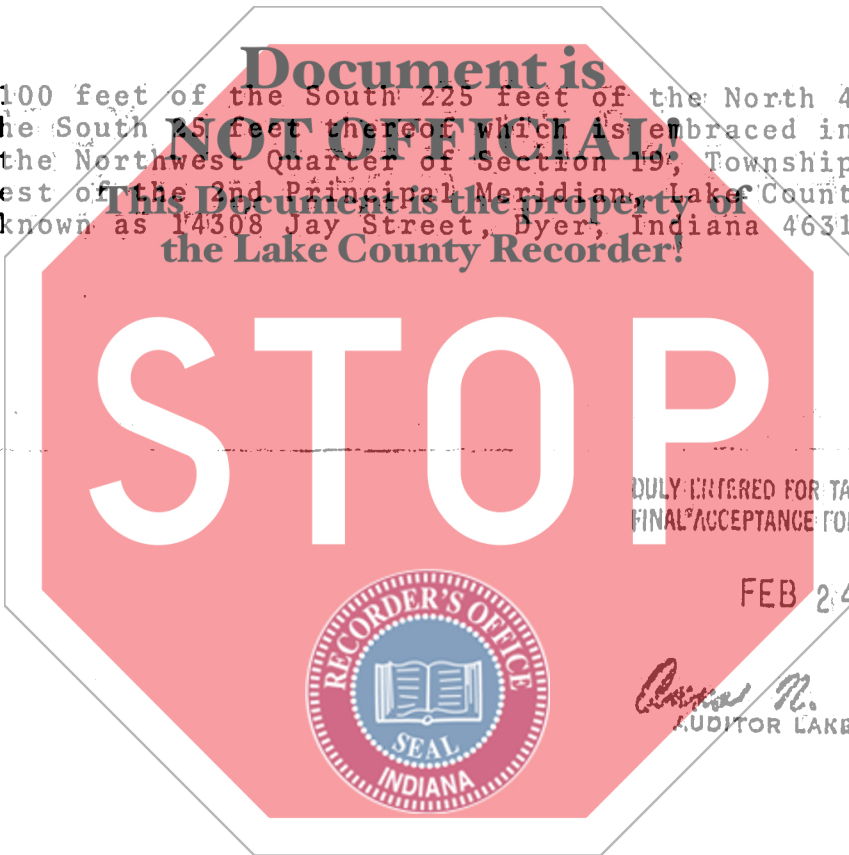 Document is
100 feet of the South 225 feet of the North 4
he South 25 feet thereof which is embraced in
NOT OFFICIAL!
the Northwest Quarter of Section 19, Township
est of the 2nd Principal Meridian, Lake Count
This Document is the property of
known as 14308 Jay Street, Dyer, Indiana 4631
the Lake County Recorder!
STOP
DULY ENTERED FOR TA
FINAL ACCEPTANCE FO
FEB 24
RECORDER'S OFFICE
SEAL
INDIANA
N.
AUDITOR LAKE